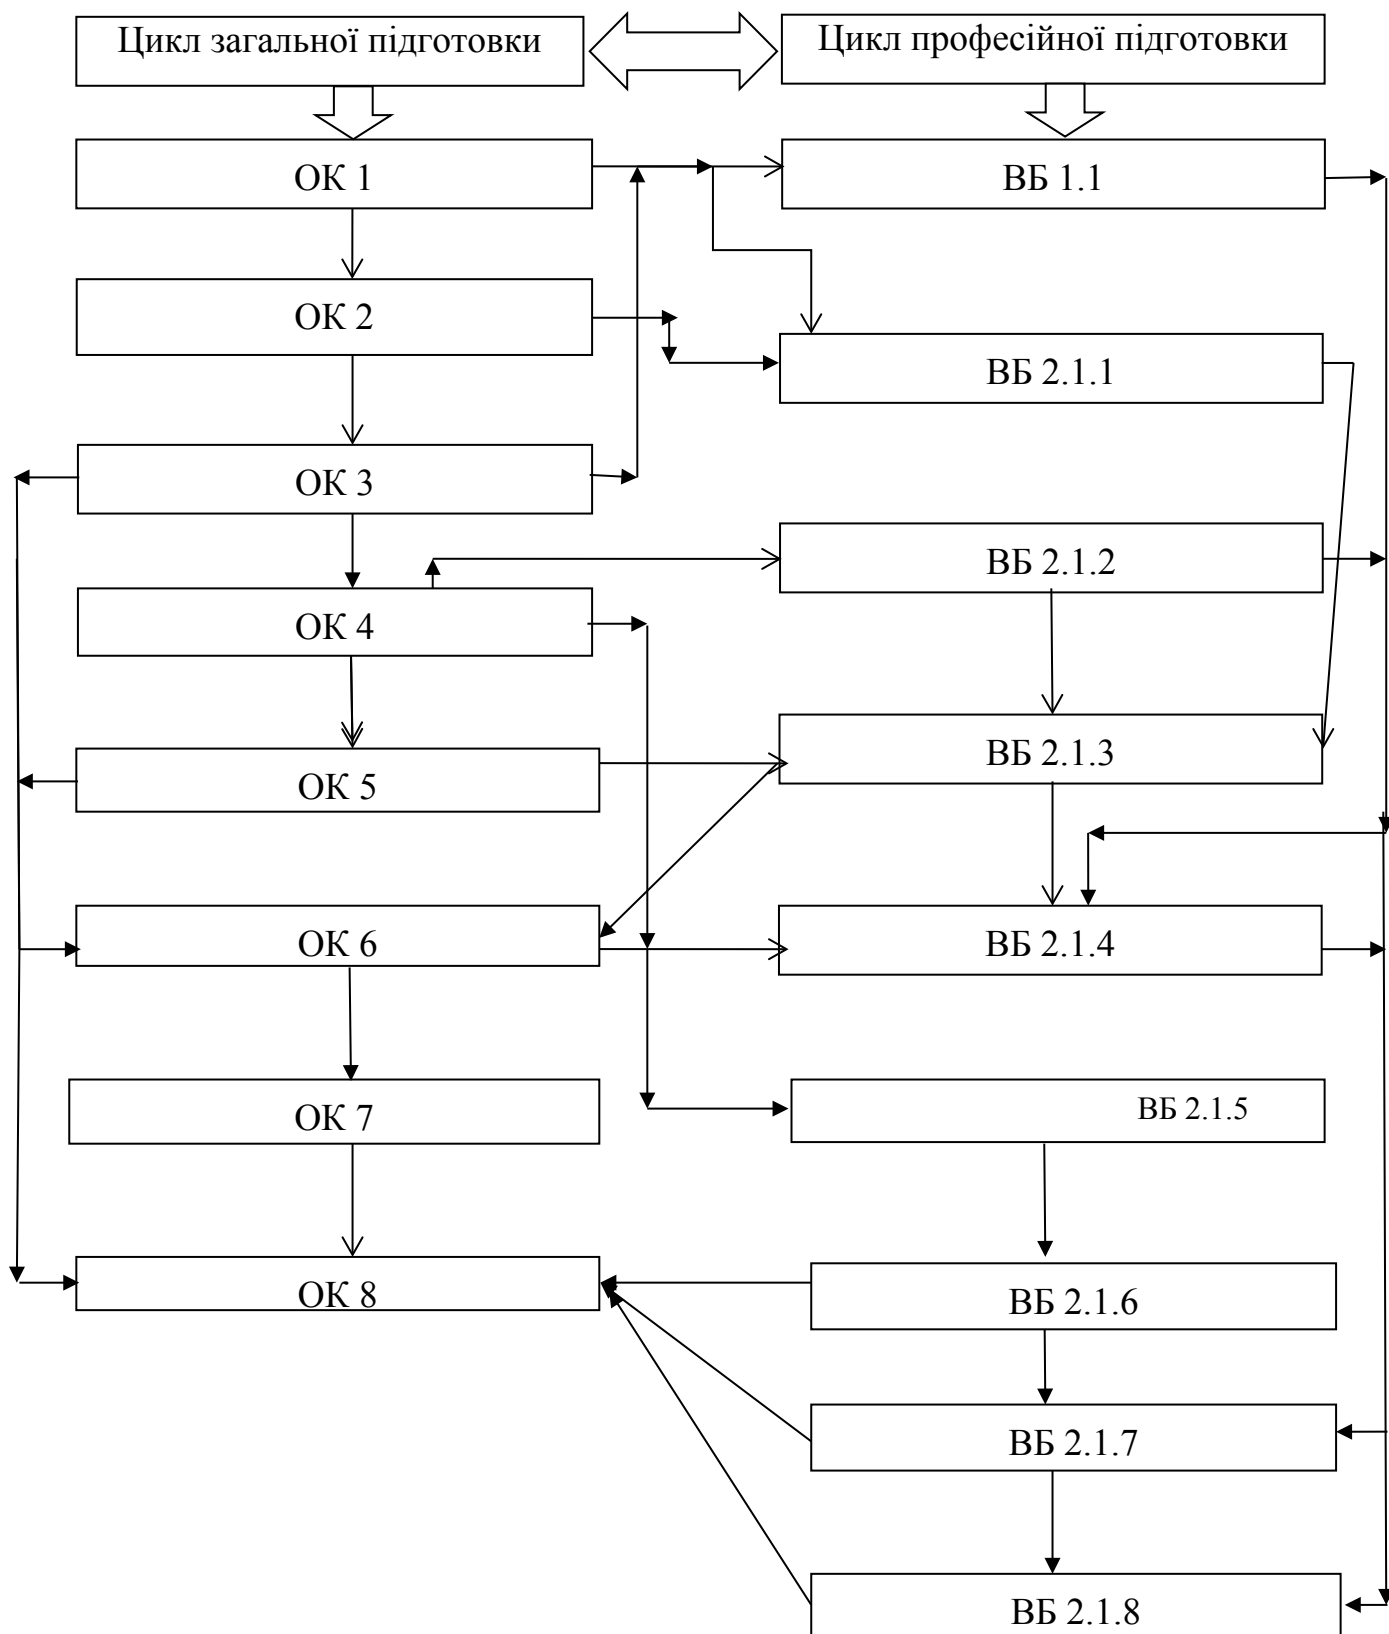 Цикл загальної підготовки
Цикл професійної підготовки
ОК 1
ВБ 1.1
ОК 2
ВБ 2.1.1
ОК 3
ВБ 2.1.2
ОК 4
ВБ 2.1.3
ОК 5
ОК 6
ВБ 2.1.4
ОК 7
ВБ 2.1.5
ОК 8
ВБ 2.1.6
ВБ 2.1.7
ВБ 2.1.8